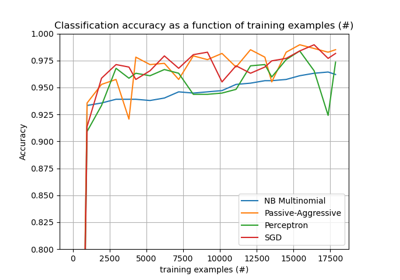 Classification accuracy as a function of training examples (#)
1.000
0.975
0.950
0.925
0.900
0.875
0.850
0.825
0.800
Accuracy
NB Multinomial
Passive-Aggressive
Perceptron
SGD
0 2500 5000 7500 10000 12500 15000 17500
training examples (#)